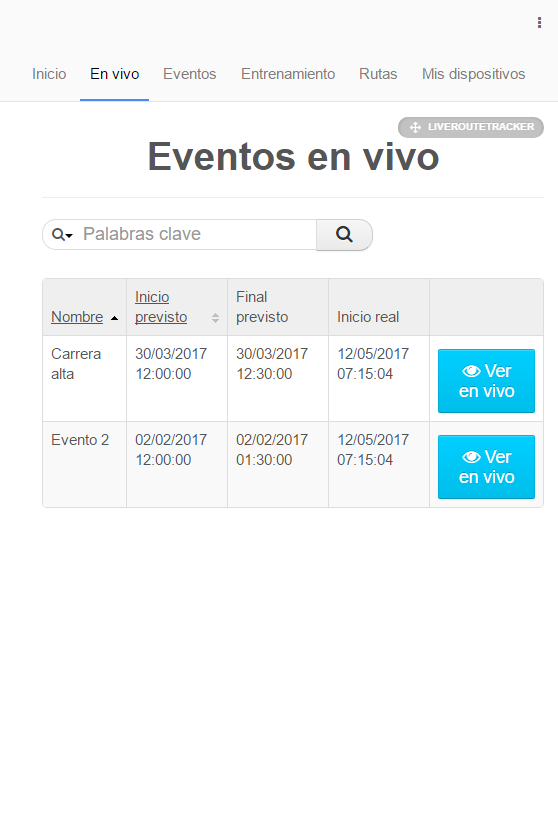 Inicio En vivo Eventos Entrenamiento Rutas Mis dispositivos
LIVEROUTETRACKER
Eventos en vivo
Palabras clave
Nombre Inicio previsto Final previsto Inicio real
Carrera alta 30/03/2017 12:00:00 30/03/2017 12:30:00 12/05/2017 07:15:04 Ver en vivo
Evento 2 02/02/2017 12:00:00 02/02/2017 01:30:00 12/05/2017 07:15:04 Ver en vivo